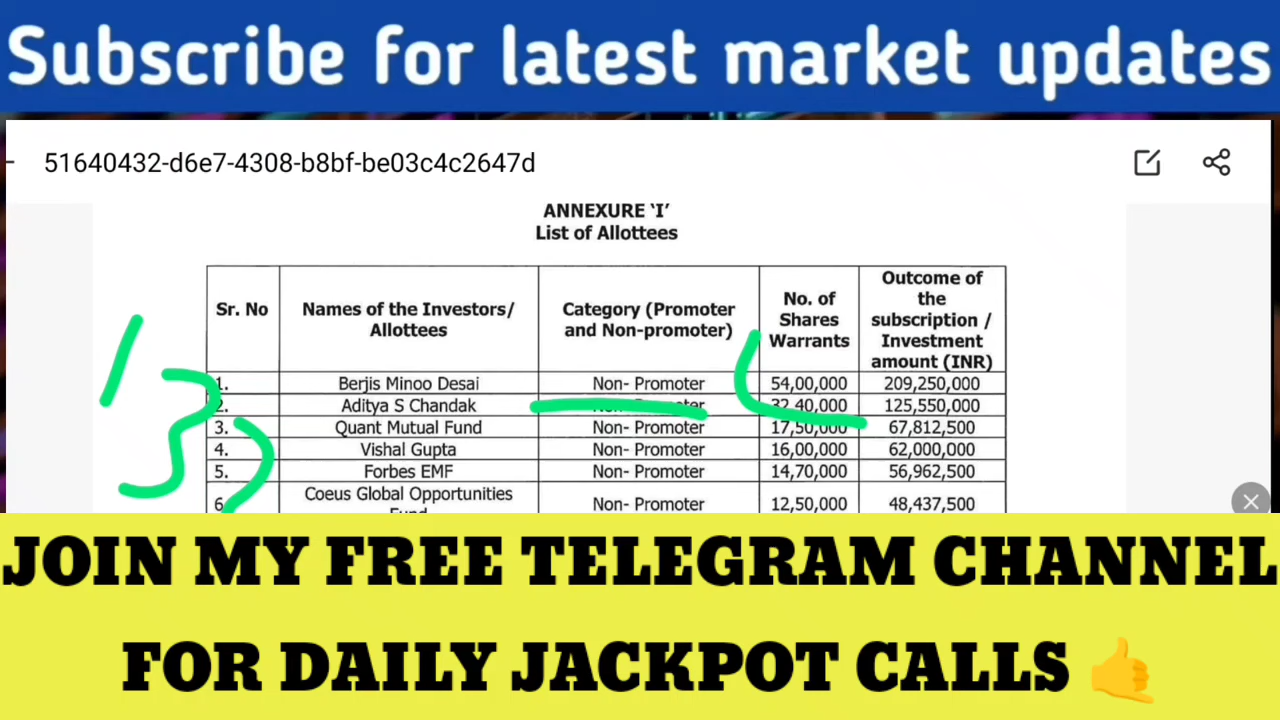 Subscribe for latest market updates
51640432-d6e7-4308-b8bf-be03c4c2647d
ANNEXURE ‘I’
List of Allottees
Sr. No Names of the Investors/ Allottees Category (Promoter and Non-promoter) No. of Shares Warrants Outcome of the subscription / Investment amount (INR)
1. Berjis Minoo Desai Non- Promoter 54,00,000 209,250,000
2. Aditya S Chandak Non- Promoter 32,40,000 125,550,000
3. Quant Mutual Fund Non- Promoter 17,50,000 67,812,500
4. Vishal Gupta Non- Promoter 16,00,000 62,000,000
5. Forbes EMF Non- Promoter 14,70,000 56,962,500
6. Coeus Global Opportunities Fund Non- Promoter 12,50,000 48,437,500
JOIN MY FREE TELEGRAM CHANNEL
FOR DAILY JACKPOT CALLS 🤙